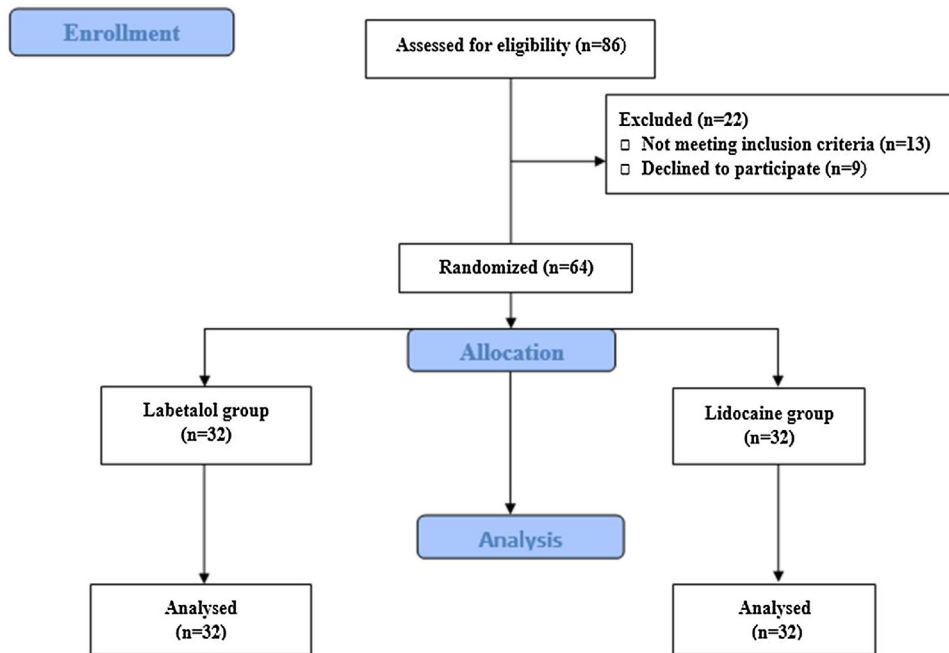 Enrollment
Assessed for eligibility (n=86)
Excluded (n=22)
□ Not meeting inclusion criteria (n=13)
□ Declined to participate (n=9)
Randomized (n=64)
Allocation
Labetalol group
(n=32)
Lidocaine group
(n=32)
Analysis
Analysed
(n=32)
Analysed
(n=32)